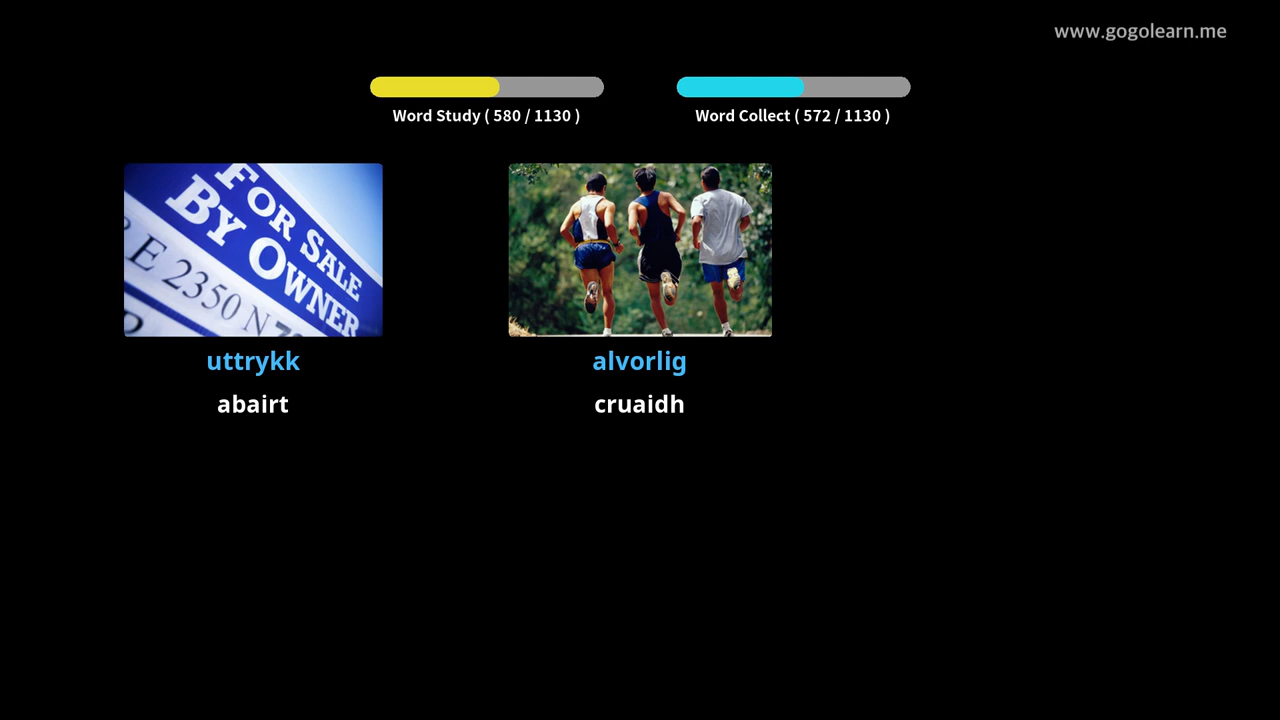 www.gogolearn.me
Word Study ( 580 / 1130 )
Word Collect ( 572 / 1130 )
FOR SALE
BY OWNER
E 2350 N
uttrykk
alvorlig
abairt
cruaidh